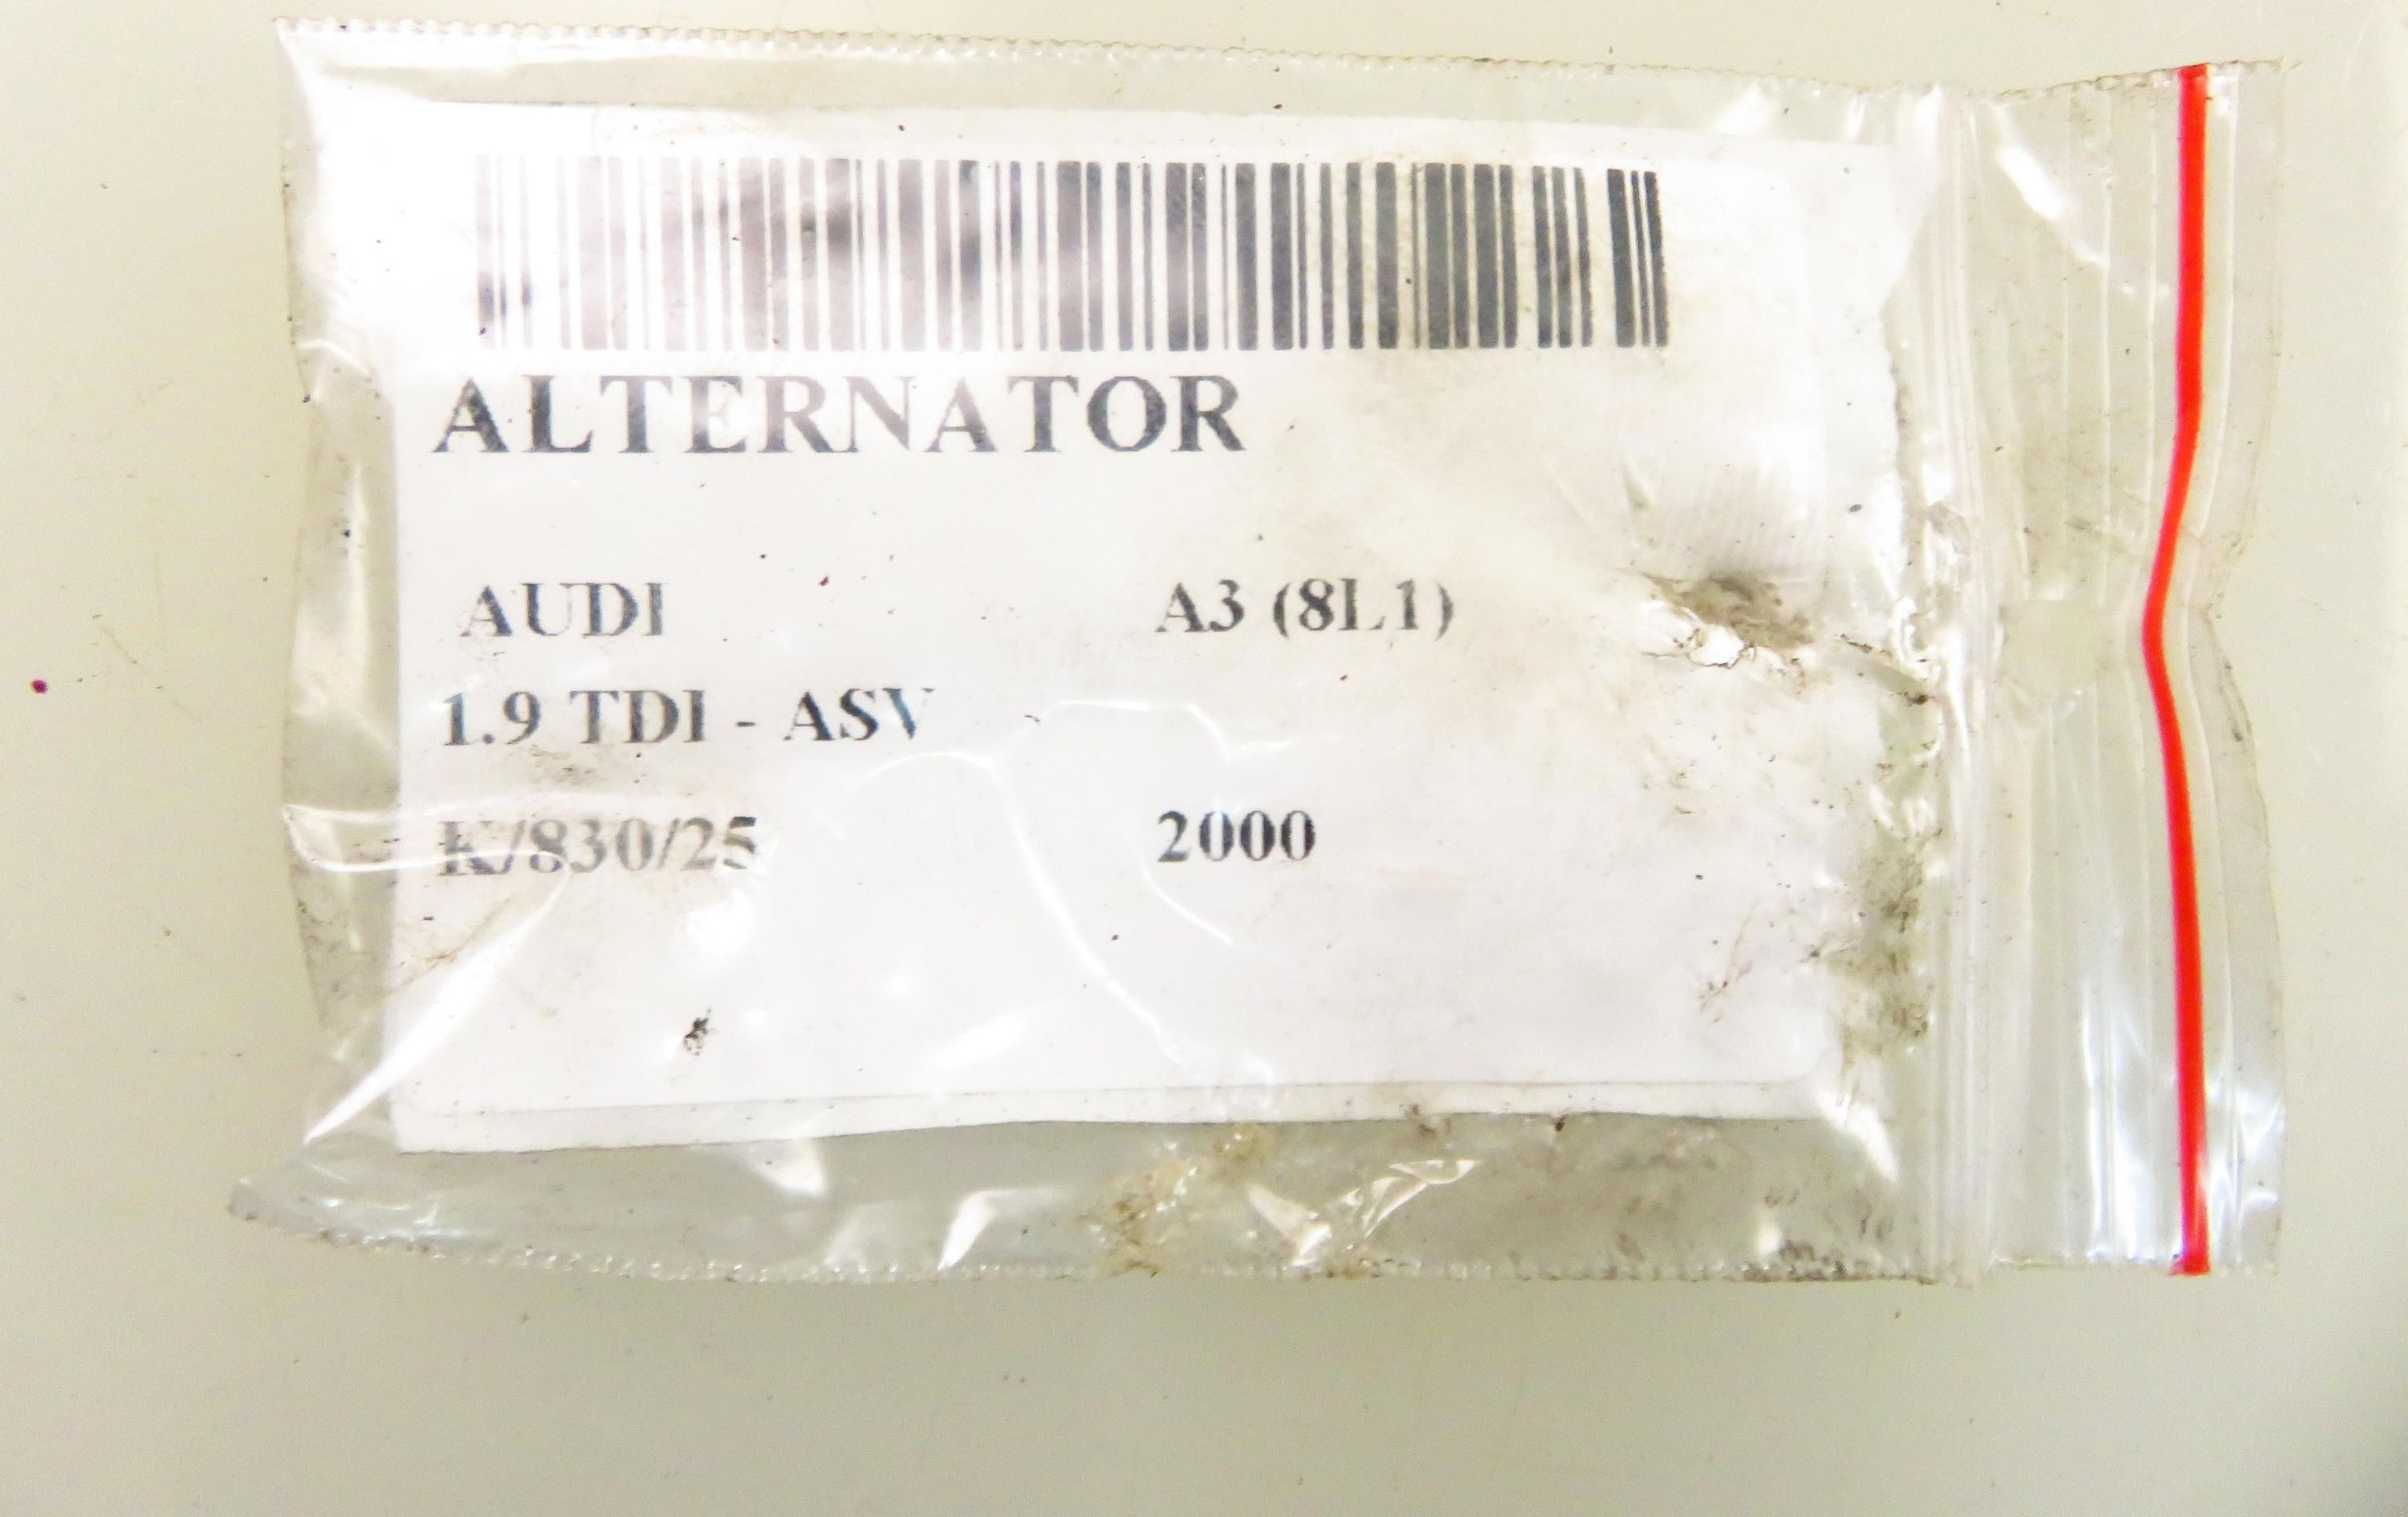 ALTERNATOR
AUDI A3 (8L1)
1.9 TDI - ASV
K/830/25 2000